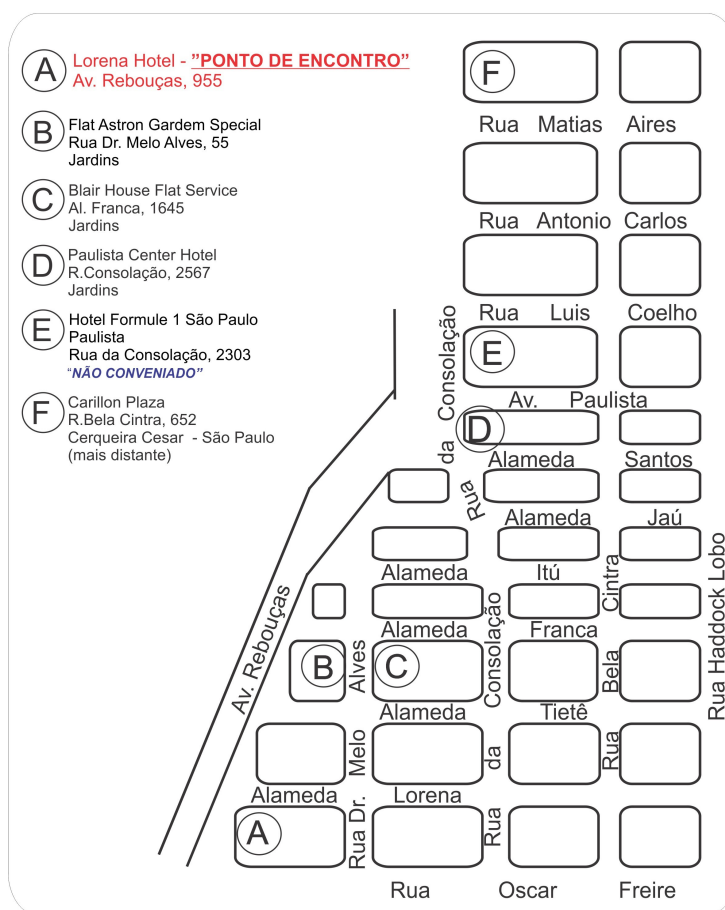 A
Lorena Hotel - ”PONTO DE ENCONTRO”
Av. Rebouças, 955
B
Flat Astron Gardem Special
Rua Dr. Melo Alves, 55
Jardins
C
Blair House Flat Service
Al. Franca, 1645
Jardins
D
Paulista Center Hotel
R.Consolação, 2567
Jardins
E
Hotel Formule 1 São Paulo
Paulista
Rua da Consolação, 2303
“NÃO CONVENIADO”
F
Carillon Plaza
R.Bela Cintra, 652
Cerqueira Cesar - São Paulo
(mais distante)
F
Rua Matias Aires
Rua Antonio Carlos
Rua Luis Coelho
E
Av. Paulista
D
Alameda Santos
Rua da Consolação
Alameda Jaú
Alameda Itú
Alameda Franca
B
C
Alameda Tietê
Alameda Lorena
A
Rua Oscar Freire
Av. Rebouças
Rua Dr. Melo Alves
Rua da Consolação
Rua Bela Cintra
Rua Haddock Lobo